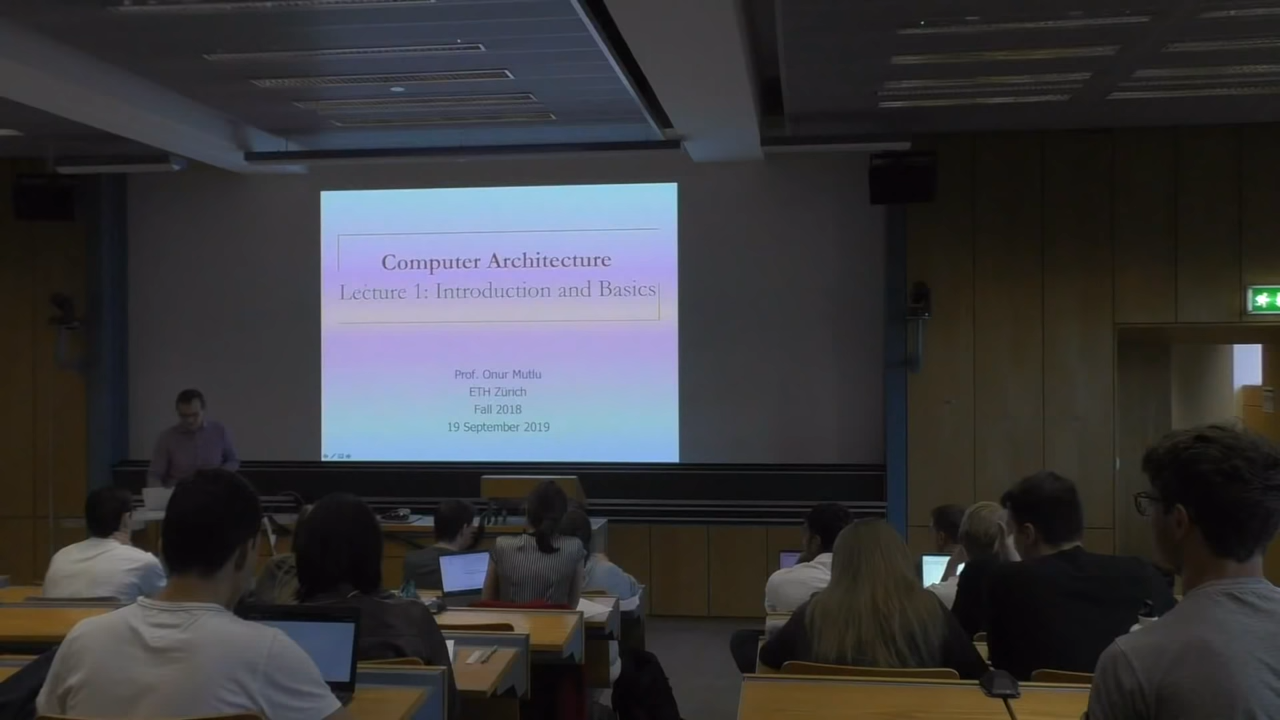 Computer Architecture
Lecture 1: Introduction and Basics
Prof. Onur Mutlu
ETH Zürich
Fall 2018
19 September 2019